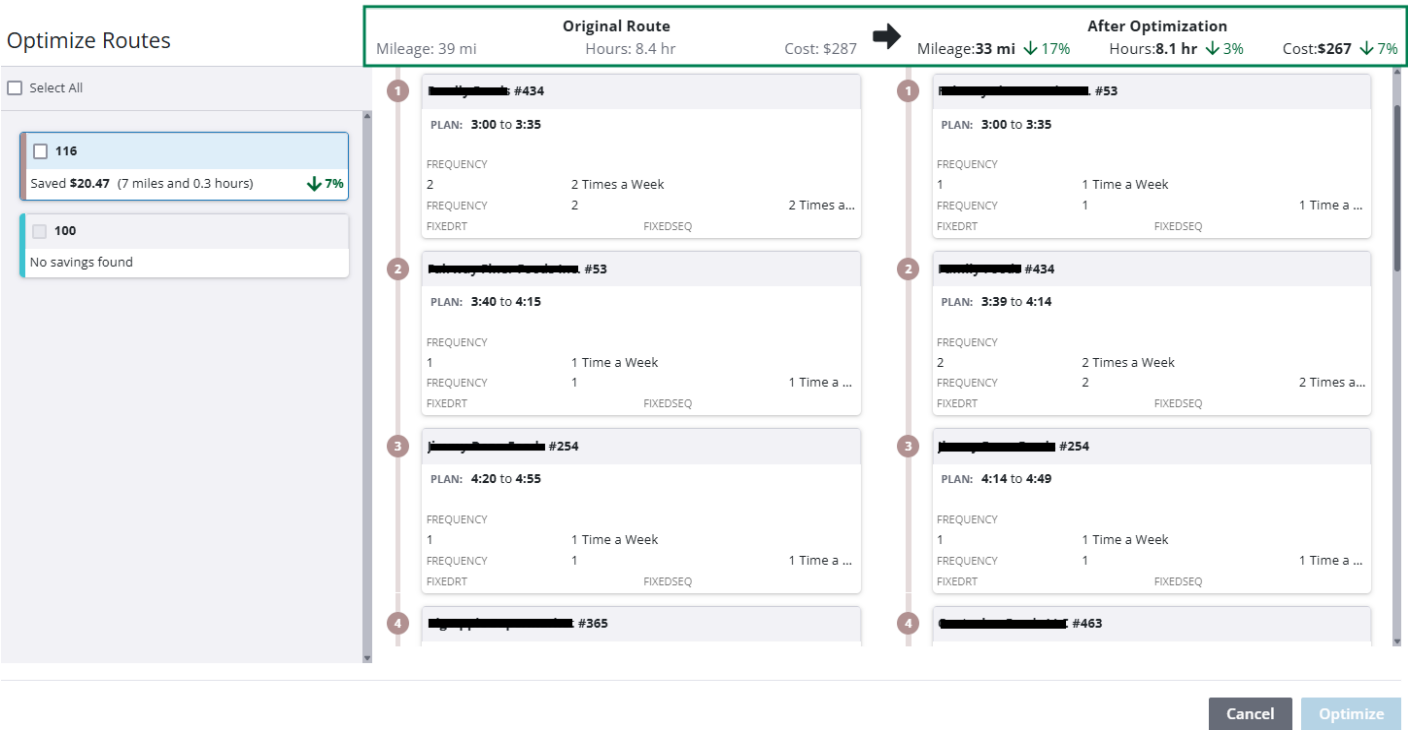 Optimize Routes
Original Route
Mileage: 39 mi Hours: 8.4 hr Cost: $287
After Optimization
Mileage:33 mi 17% Hours:8.1 hr 3% Cost:$267 7%
Select All
116
Saved $20.47 (7 miles and 0.3 hours) 7%
100
No savings found
1 #434
PLAN: 3:00 to 3:35
FREQUENCY
2 2 Times a Week
FREQUENCY 2 2 Times a...
FIXEDRT FIXEDSEQ
2 #53
PLAN: 3:40 to 4:15
FREQUENCY
1 1 Time a Week
FREQUENCY 1 1 Time a ...
FIXEDRT FIXEDSEQ
3 #254
PLAN: 4:20 to 4:55
FREQUENCY
1 1 Time a Week
FREQUENCY 1 1 Time a ...
FIXEDRT FIXEDSEQ
4 #365
1 #53
PLAN: 3:00 to 3:35
FREQUENCY
1 1 Time a Week
FREQUENCY 1 1 Time a ...
FIXEDRT FIXEDSEQ
2 #434
PLAN: 3:39 to 4:14
FREQUENCY
2 2 Times a Week
FREQUENCY 2 2 Times a...
FIXEDRT FIXEDSEQ
3 #254
PLAN: 4:14 to 4:49
FREQUENCY
1 1 Time a Week
FREQUENCY 1 1 Time a ...
FIXEDRT FIXEDSEQ
4 #463
Cancel Optimize